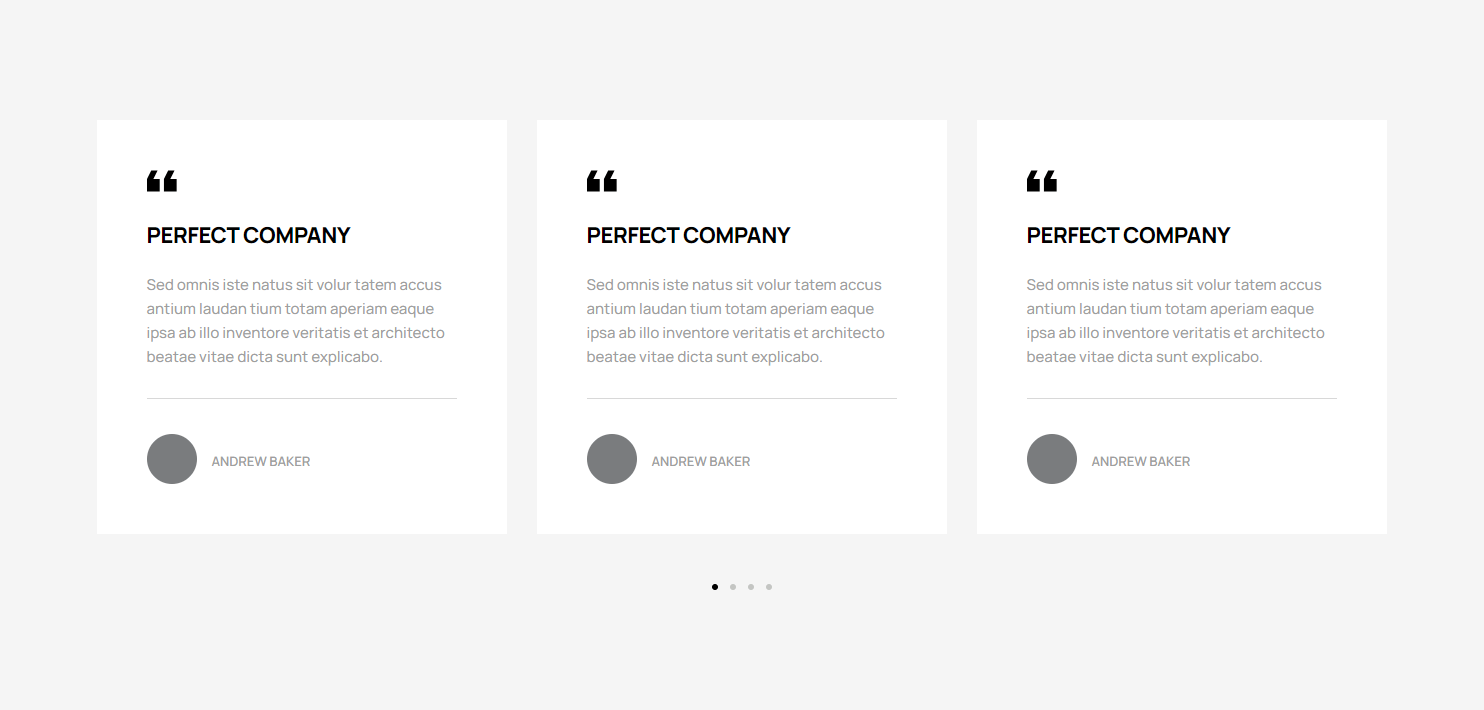 PERFECT COMPANY
Sed omnis iste natus sit volur tatem accus
antium laudan tium totam aperiam eaque
ipsa ab illo inventore veritatis et architecto
beatae vitae dicta sunt explicabo.
ANDREW BAKER
PERFECT COMPANY
Sed omnis iste natus sit volur tatem accus
antium laudan tium totam aperiam eaque
ipsa ab illo inventore veritatis et architecto
beatae vitae dicta sunt explicabo.
ANDREW BAKER
PERFECT COMPANY
Sed omnis iste natus sit volur tatem accus
antium laudan tium totam aperiam eaque
ipsa ab illo inventore veritatis et architecto
beatae vitae dicta sunt explicabo.
ANDREW BAKER